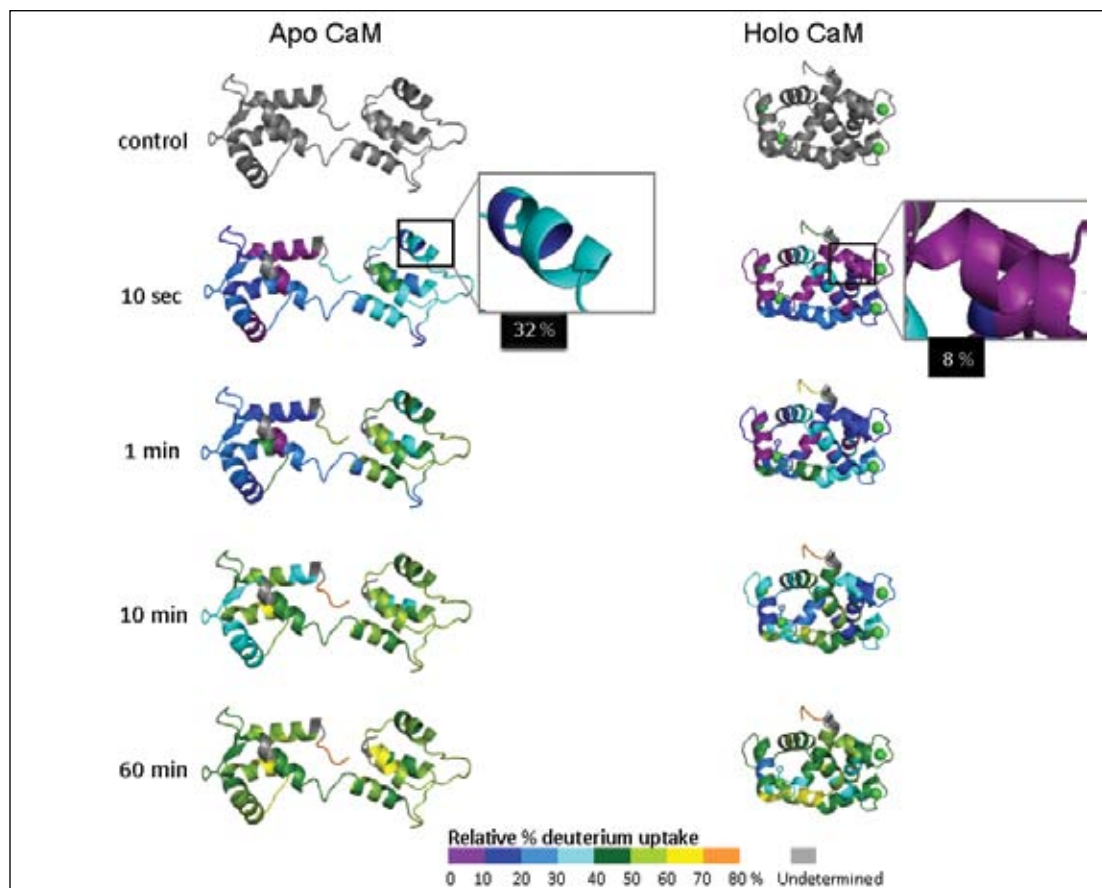 Apo CaM
Holo CaM
control
10 sec
32 %
8 %
1 min
10 min
60 min
Relative % deuterium uptake
0 10 20 30 40 50 60 70 80 % Undetermined